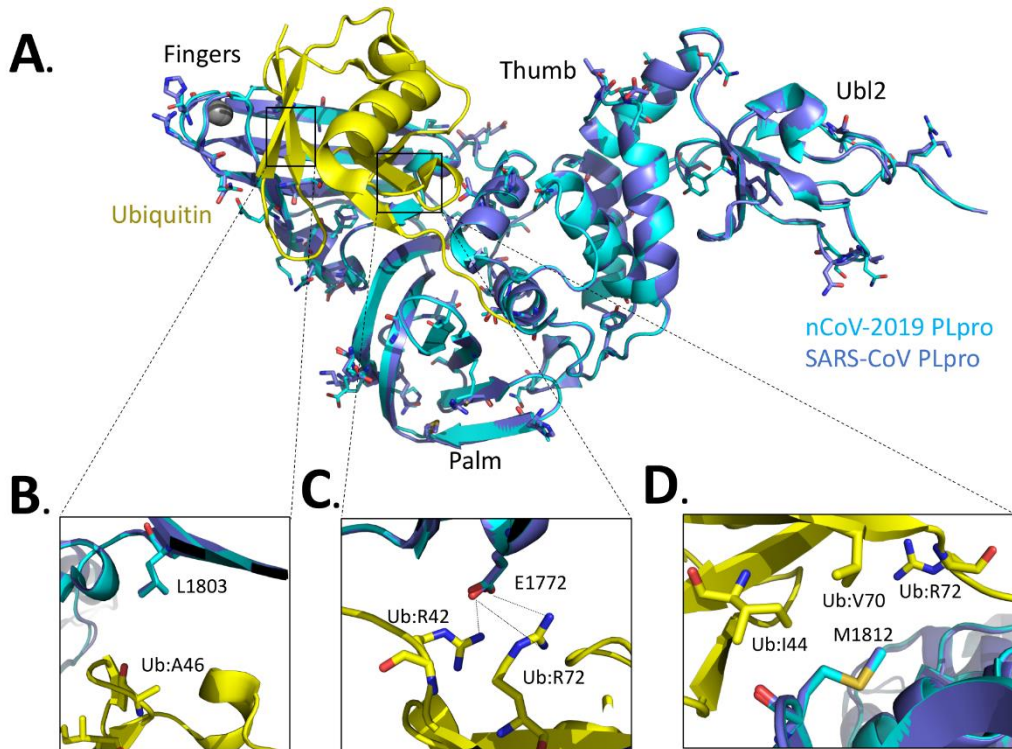 A.
Fingers
Thumb
Ubl2
Ubiquitin
nCoV-2019 PLpro
SARS-CoV PLpro
Palm
B.
C.
D.
L1803
Ub:A46
E1772
Ub:R42
Ub:R72
Ub:V70
Ub:R72
Ub:I44
M1812